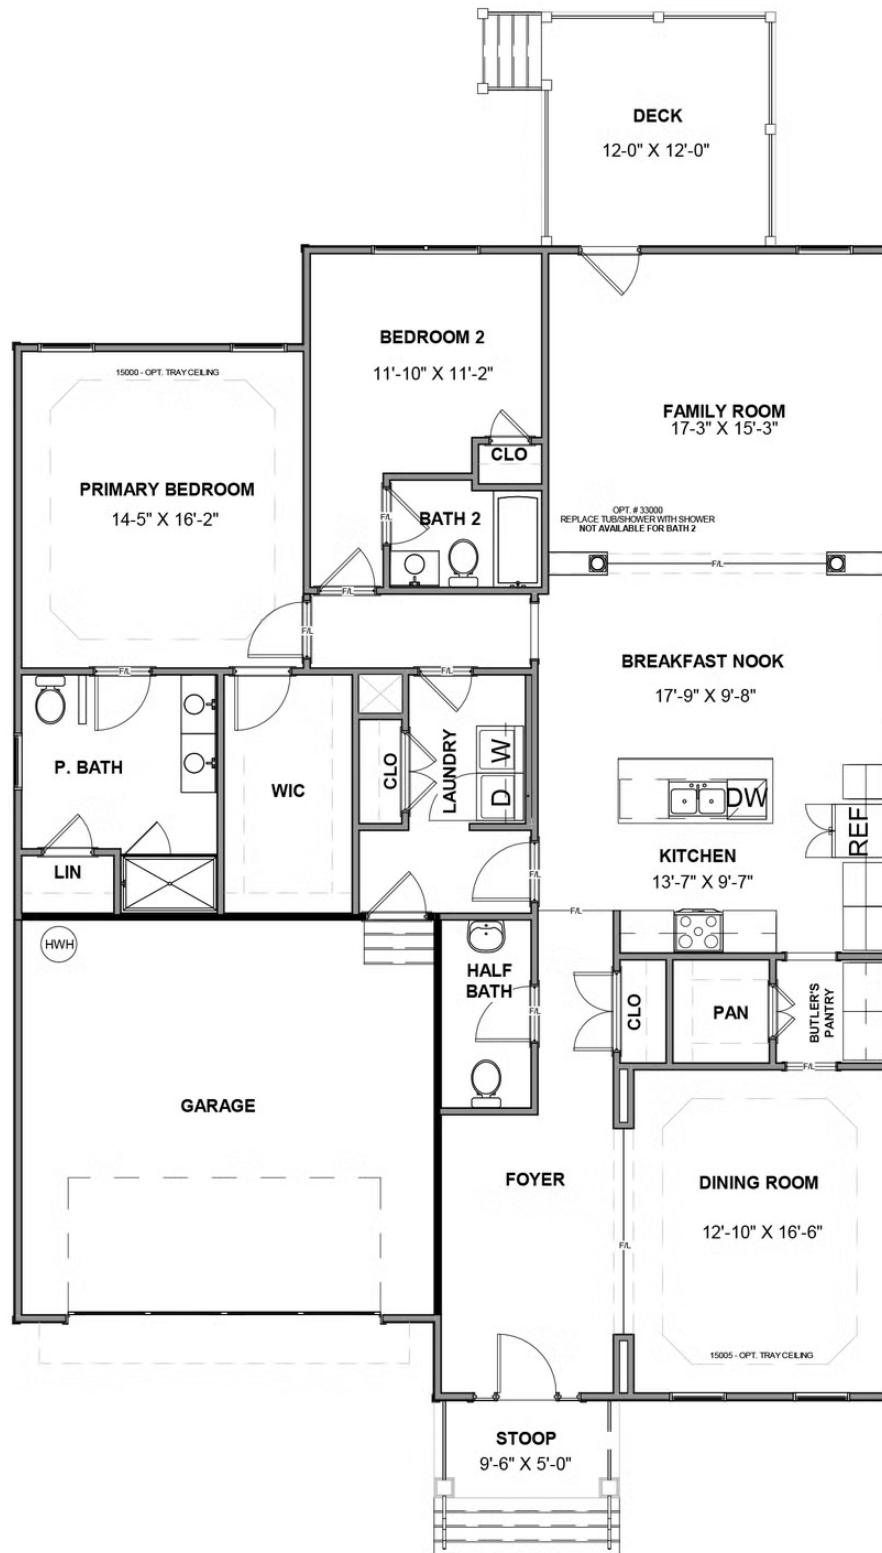 DECK
12-0" X 12'-0"
BEDROOM 2
11'-10" X 11'-2"
CLO
FAMILY ROOM
17-3" X 15'-3"
15000 - OPT. TRAY CEILING
PRIMARY BEDROOM
14-5" X 16'-2"
BATH 2
F/L
OPT. # 33000
REPLACE TUB/SHOWER WITH SHOWER
NOT AVAILABLE FOR BATH 2
F/L
F/L
F/L
BREAKFAST NOOK
17'-9" X 9'-8"
F/L
F/L
P. BATH
WIC
CLO
LAUNDRY
W
D
DW
REF
KITCHEN
13'-7" X 9'-7"
LIN
F/L
F/L
HWH
HALF
BATH
F/L
CLO
PAN
BUTLER'S
PANTRY
F/L
GARAGE
FOYER
DINING ROOM
12'-10" X 16'-6"
F/L
15005 - OPT. TRAY CEILING
STOOP
9'-6" X 5'-0"